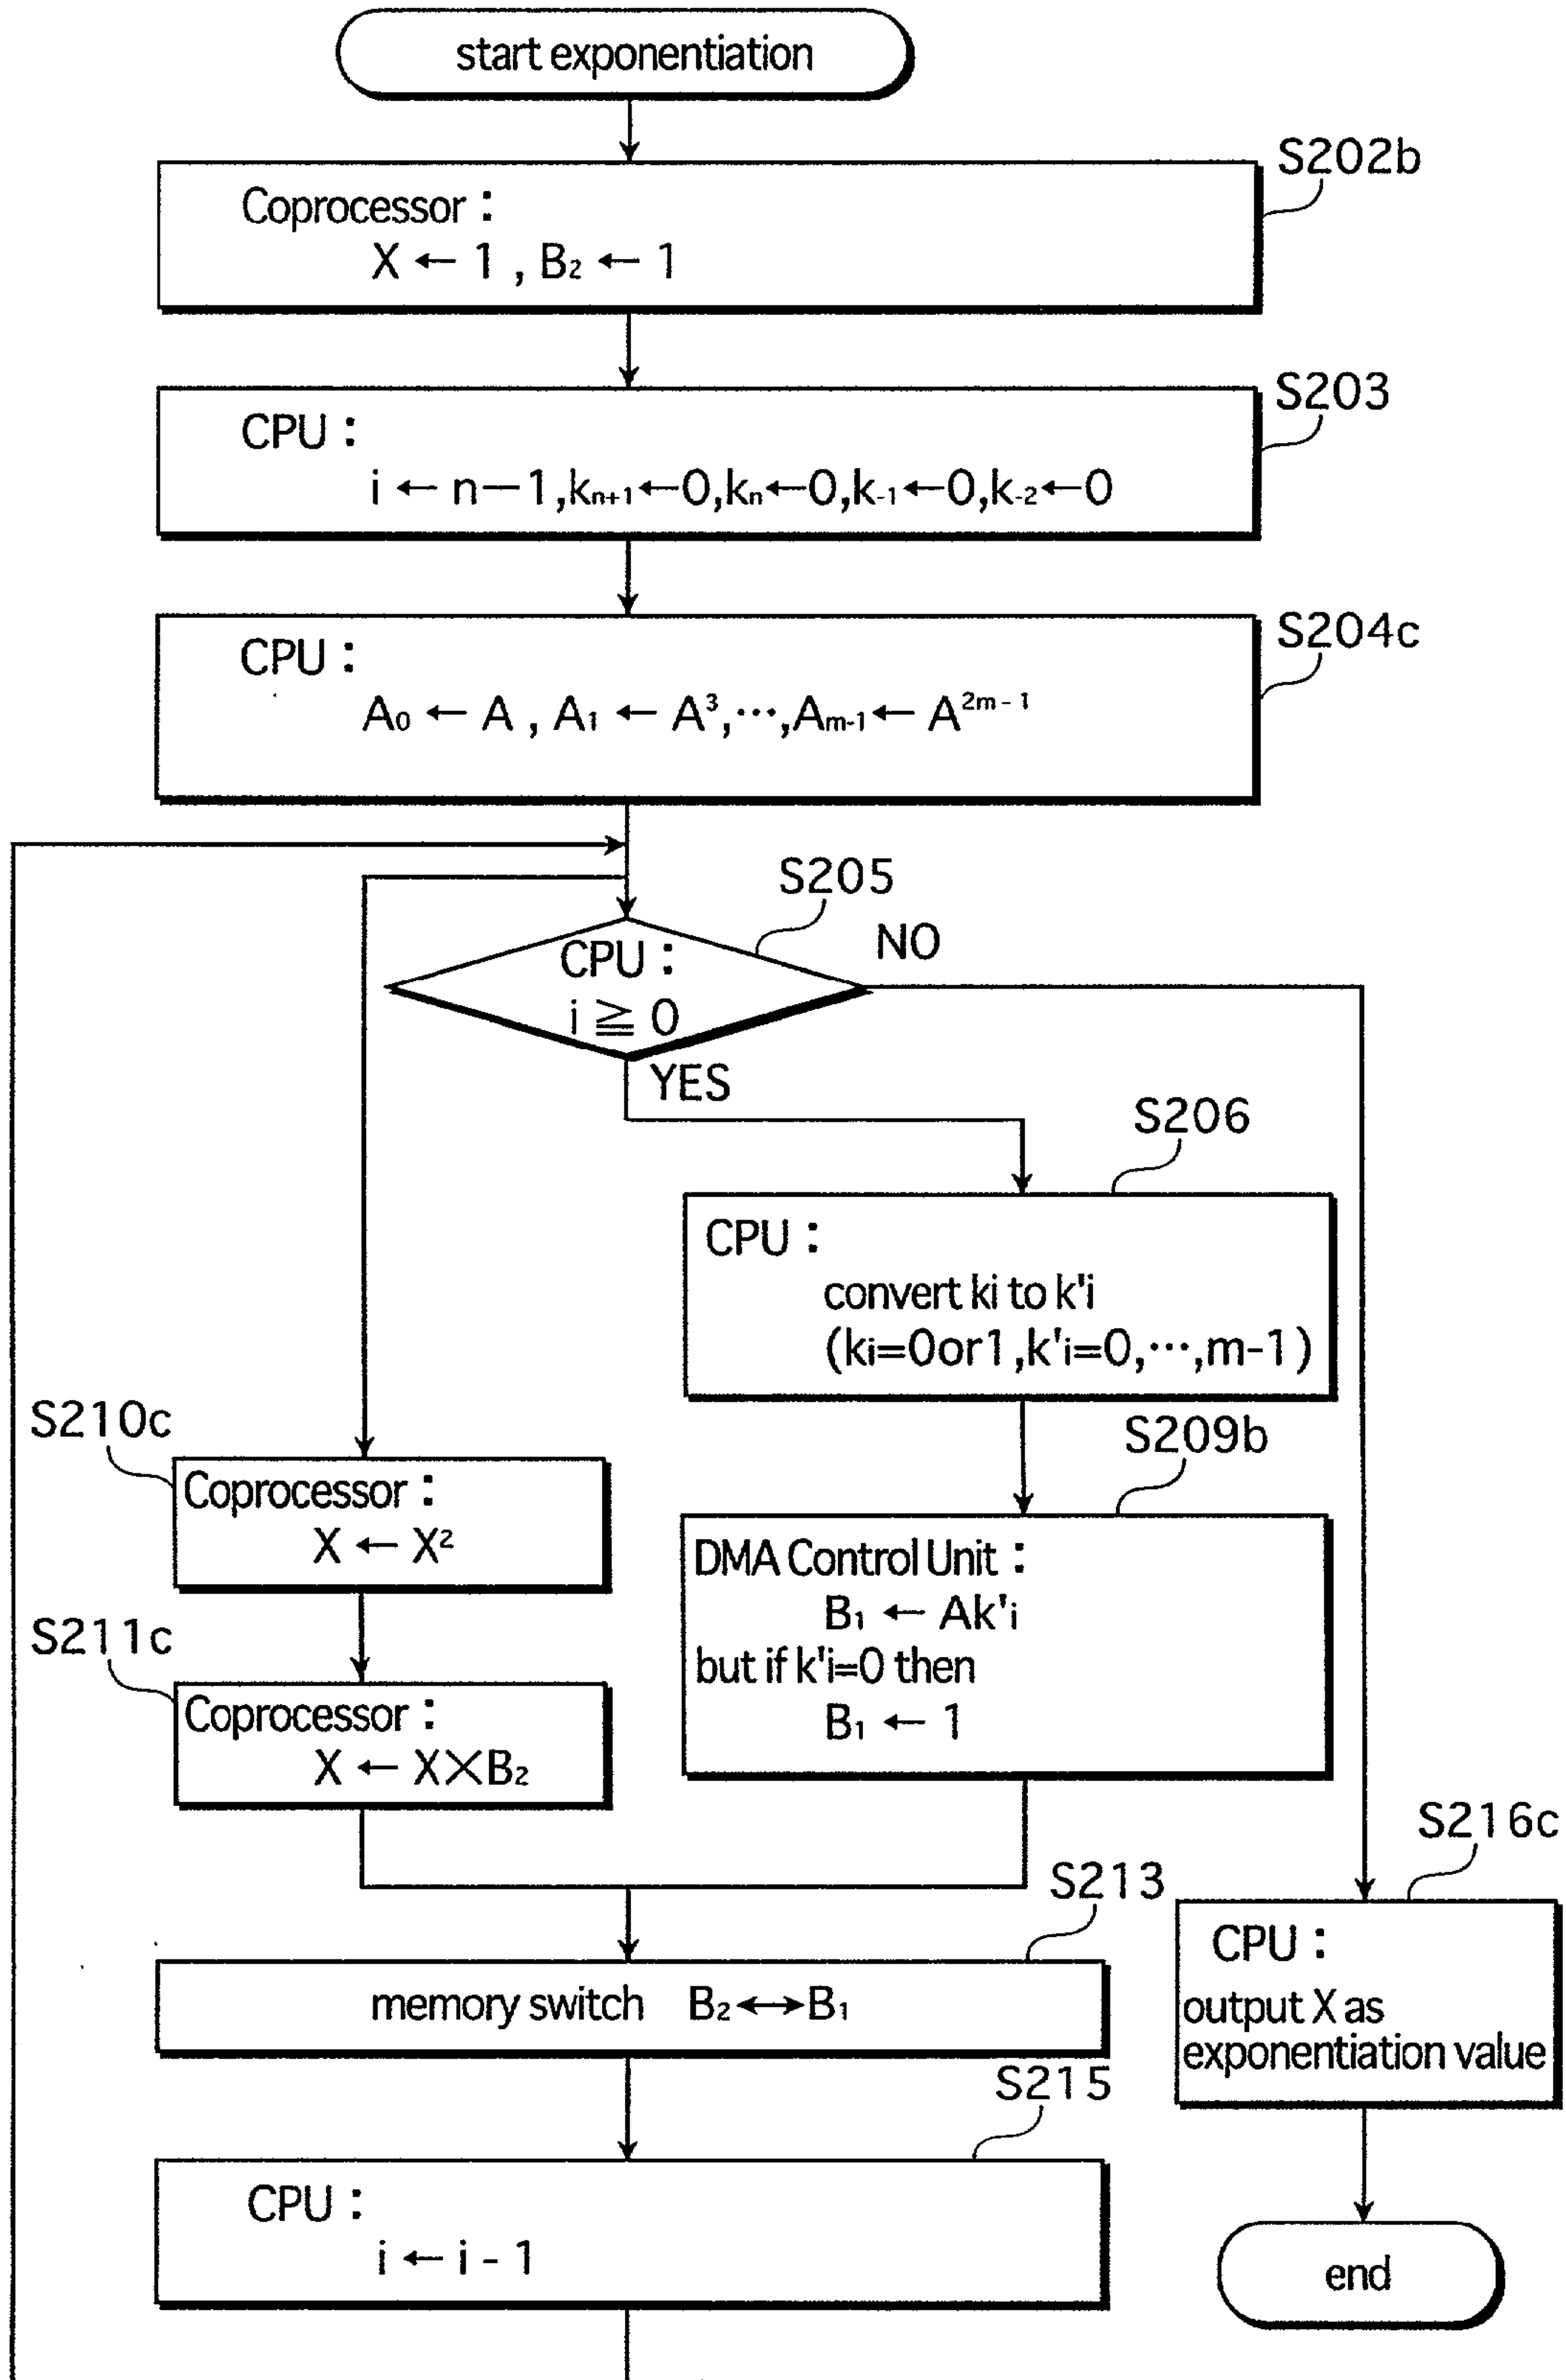 start exponentiation
S202b
Coprocessor :
X ← 1 , B₂ ← 1
S203
CPU :
i ← n−1,kₙ₊₁←0,kₙ←0,k₋₁←0,k₋₂←0
S204c
CPU :
A₀ ← A , A₁ ← A³,⋯,Aₘ₋₁← A²ᵐ⁻¹
S205
NO
CPU :
i ≧ 0
YES
S206
CPU :
convert ki to k'i
(ki=0or1,k'i=0,⋯,m-1)
S210c
Coprocessor :
X ← X²
S209b
DMA Control Unit :
B₁ ← Ak'i
but if k'i=0 then
B₁ ← 1
S211c
Coprocessor :
X ← X×B₂
S213
memory switch B₂↔B₁
S216c
CPU :
output X as
exponentiation value
S215
CPU :
i ← i - 1
end